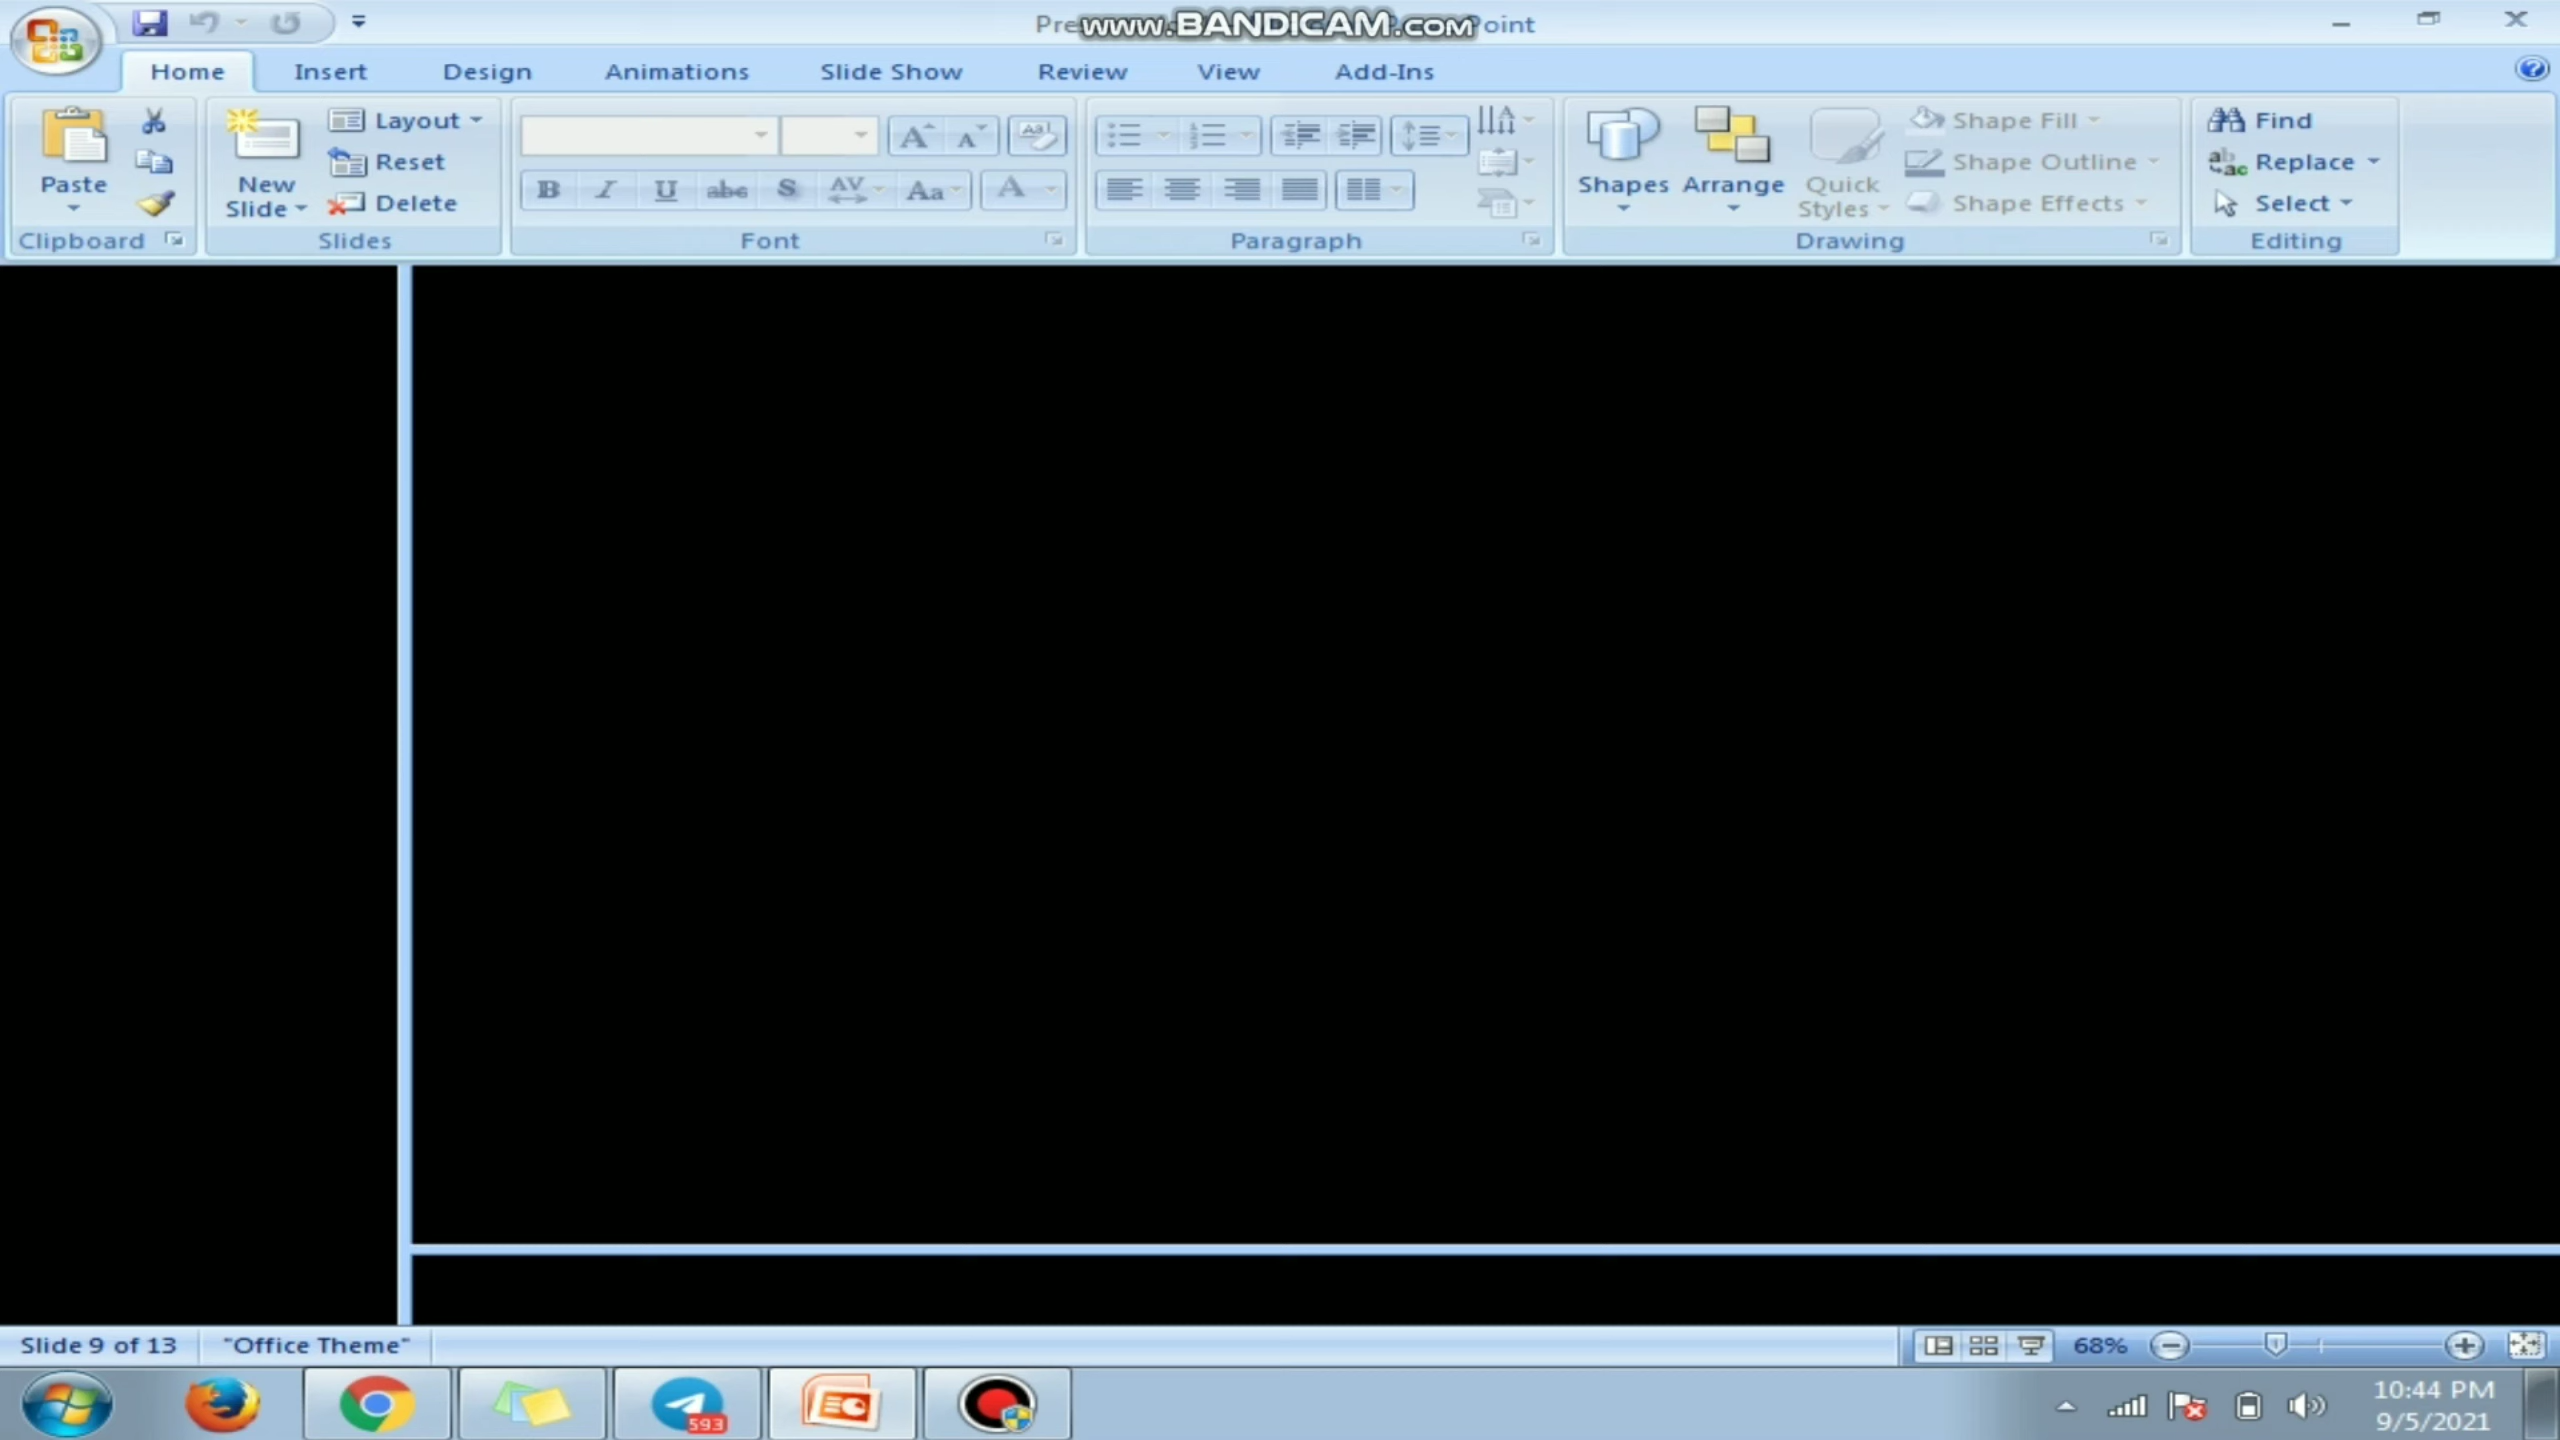 Pre www.BANDICAM.com Point
Home Insert Design Animations Slide Show Review View Add-Ins
Paste
Clipboard
New Slide
Layout
Reset
Delete
Slides
Font
Paragraph
Shapes
Arrange
Quick Styles
Shape Fill
Shape Outline
Shape Effects
Drawing
Find
Replace
Select
Editing
Slide 9 of 13 "Office Theme" 68%
593
10:44 PM
9/5/2021